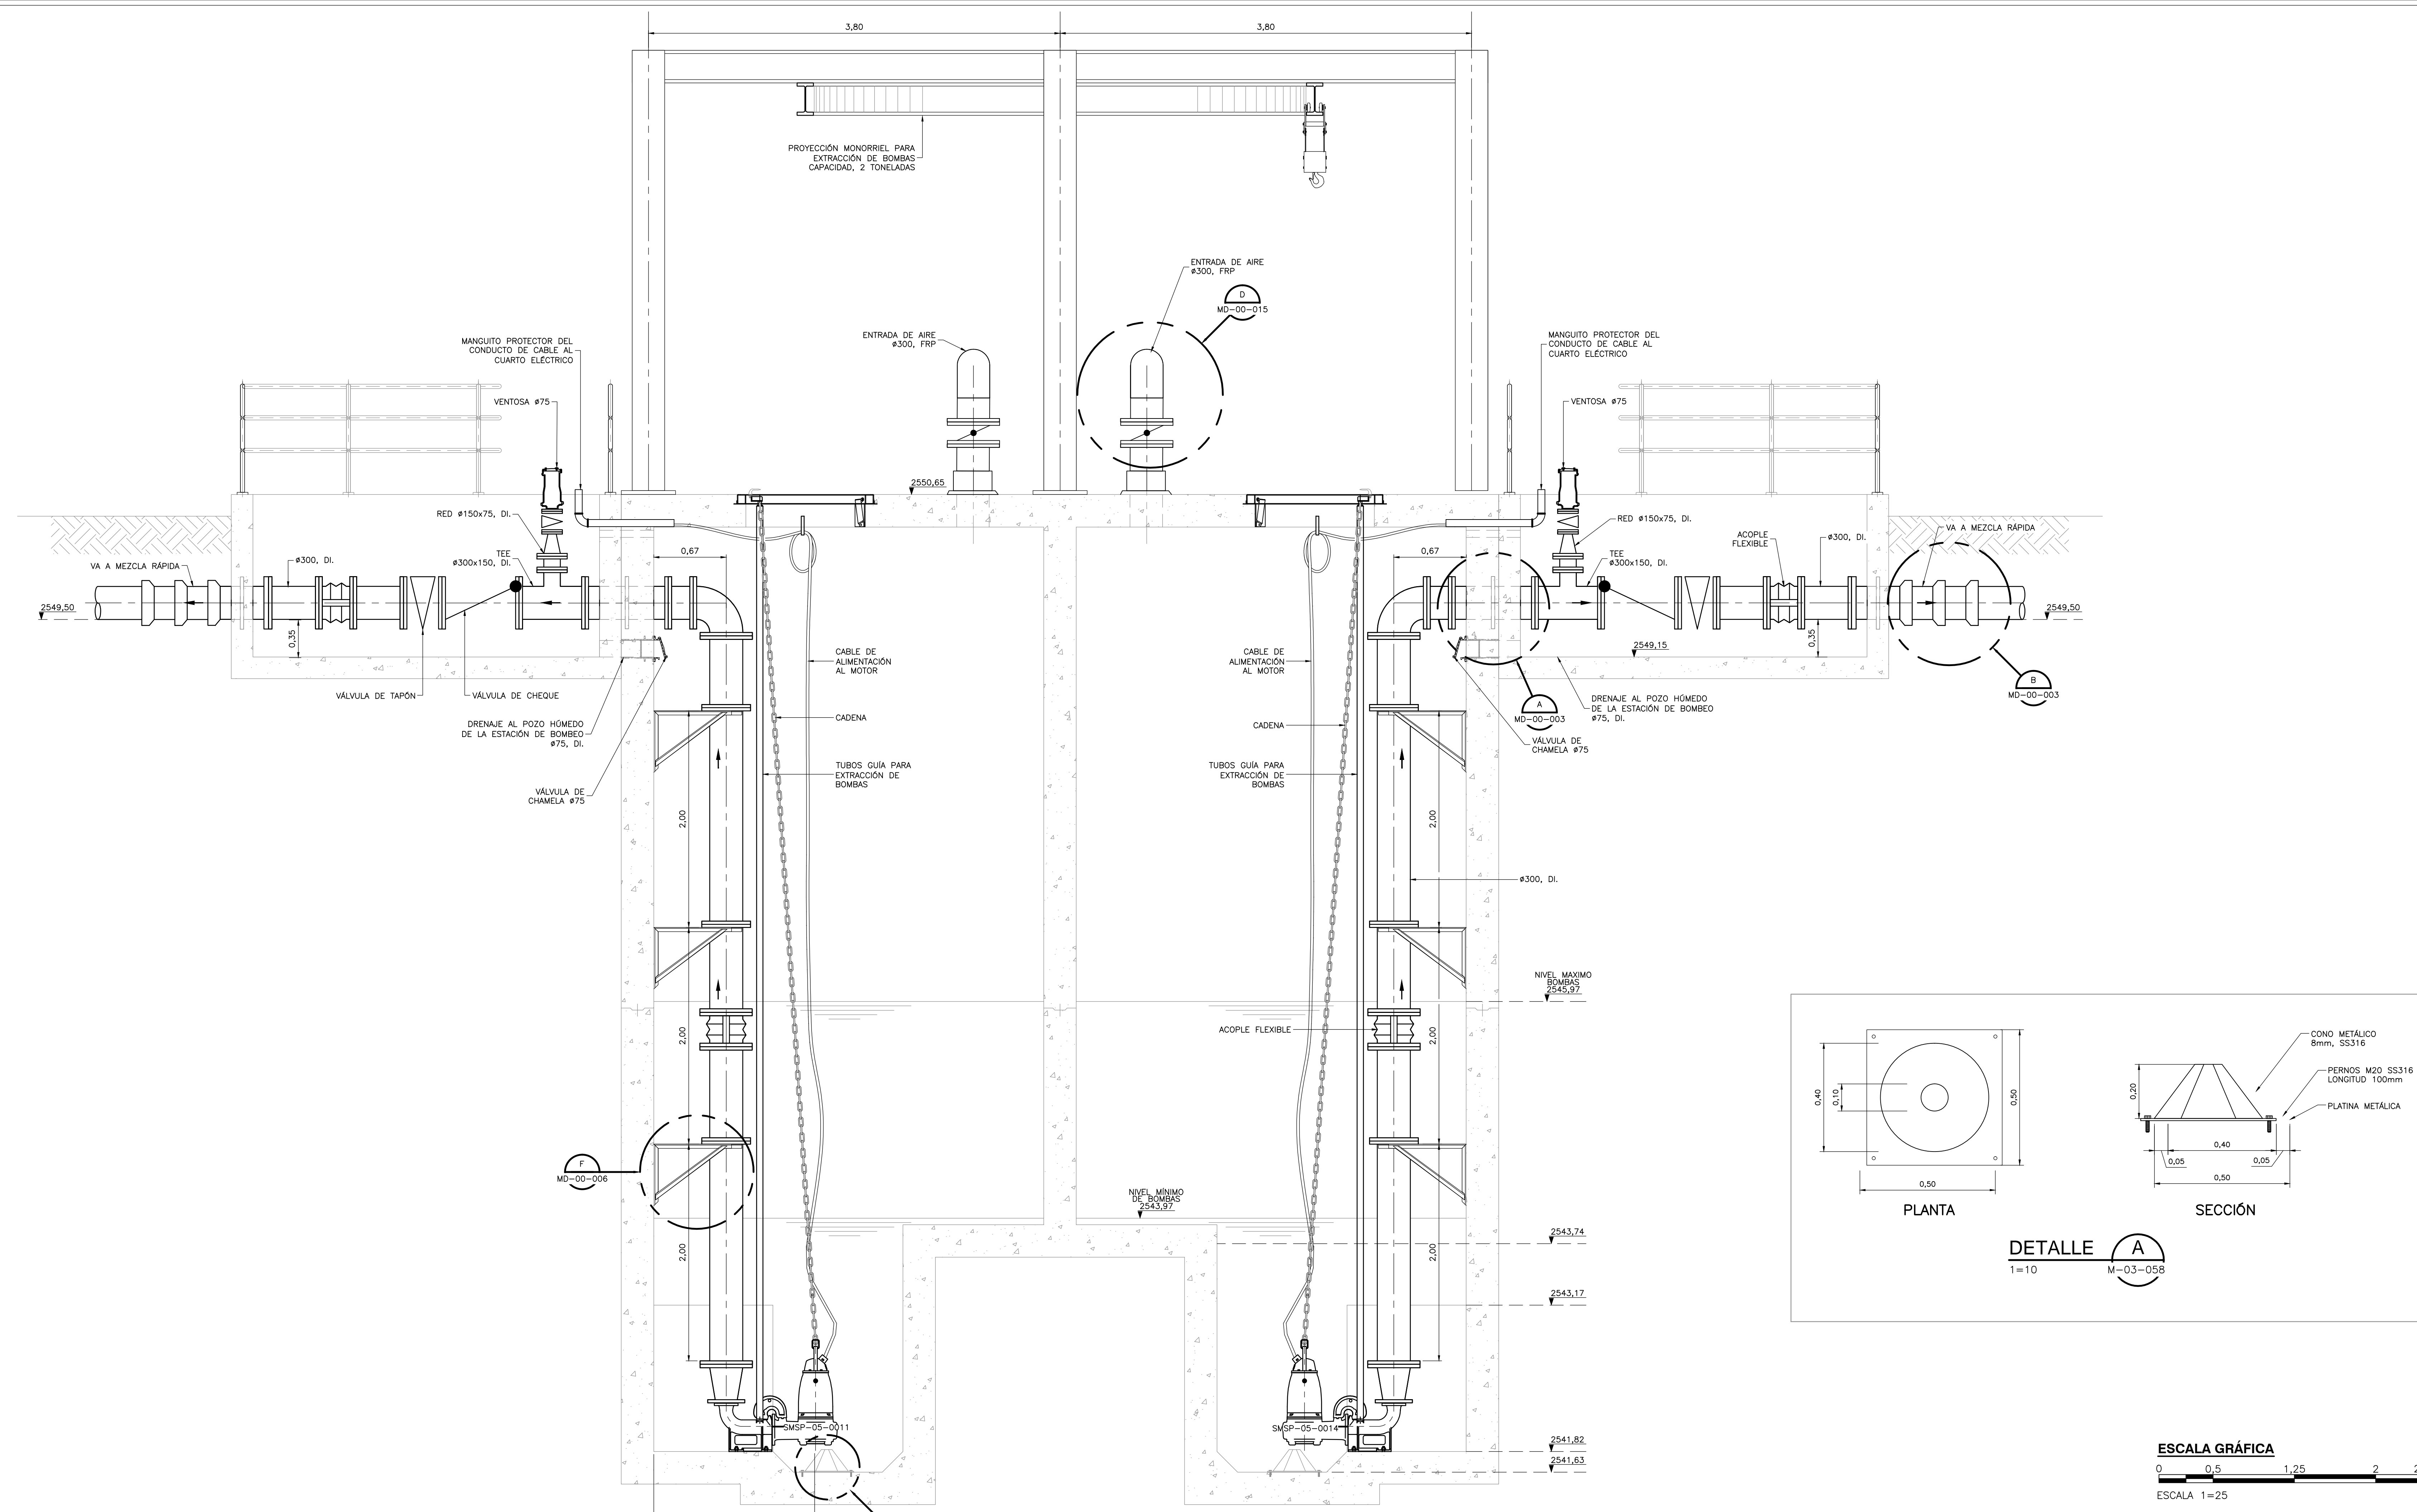 3,80
3,80
PROYECCIÓN MONORRIEL PARA
EXTRACCIÓN DE BOMBAS
CAPACIDAD, 2 TONELADAS
ENTRADA DE AIRE
ø300, FRP
D
MD-00-015
ENTRADA DE AIRE
ø300, FRP
MANGUITO PROTECTOR DEL
CONDUCTO DE CABLE AL
CUARTO ELÉCTRICO
MANGUITO PROTECTOR DEL
CONDUCTO DE CABLE AL
CUARTO ELÉCTRICO
VENTOSA ø75
VENTOSA ø75
2550,65
RED ø150x75, DI.
RED ø150x75, DI.
VA A MEZCLA RÁPIDA
ACOPLE
FLEXIBLE
ø300, DI.
TEE
ø300x150, DI.
0,67
0,67
TEE
ø300x150, DI.
ø300, DI.
VA A MEZCLA RÁPIDA
2549,50
2549,50
0,35
0,35
2549,15
CABLE DE
ALIMENTACIÓN
AL MOTOR
CABLE DE
ALIMENTACIÓN
AL MOTOR
VÁLVULA DE TAPÓN
VÁLVULA DE CHEQUE
B
MD-00-003
A
MD-00-003
DRENAJE AL POZO HÚMEDO
DE LA ESTACIÓN DE BOMBEO
ø75, DI.
CADENA
CADENA
DRENAJE AL POZO HÚMEDO
DE LA ESTACIÓN DE BOMBEO
ø75, DI.
VÁLVULA DE
CHAMELA ø75
TUBOS GUÍA PARA
EXTRACCIÓN DE
BOMBAS
TUBOS GUÍA PARA
EXTRACCIÓN DE
BOMBAS
VÁLVULA DE
CHAMELA ø75
2,00
2,00
ø300, DI.
NIVEL MAXIMO
BOMBAS
2545,97
ACOPLE FLEXIBLE
2,00
2,00
F
MD-00-006
NIVEL MÍNIMO
DE BOMBAS
2543,97
2543,74
2,00
2,00
2543,17
SMSP-05-0011
SMSP-05-0014
2541,82
2541,63
0,40
0,10
0,50
0,50
PLANTA
CONO METÁLICO
8mm, SS316
PERNOS M20 SS316
LONGITUD 100mm
PLATINA METÁLICA
0,20
0,40
0,05
0,05
0,50
SECCIÓN
DETALLE
A
1=10
M-03-058
ESCALA GRÁFICA
0 0,5 1,25 2
ESCALA 1=25